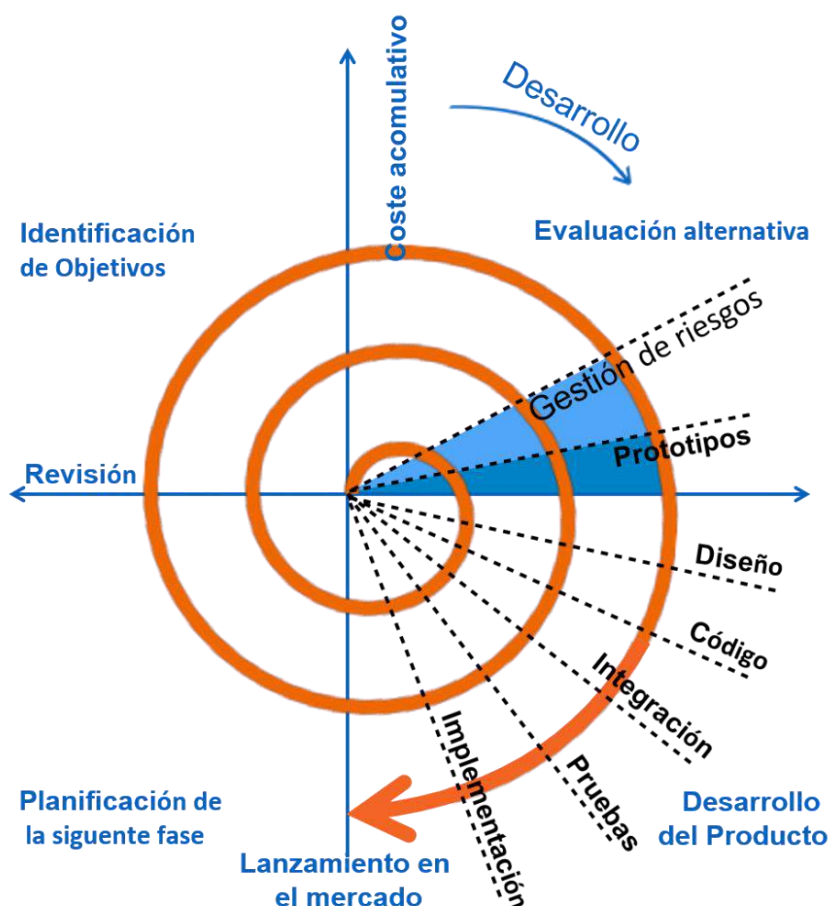 Coste acomulativo
Desarrollo
Identificación
de Objetivos
Evaluación alternativa
Gestión de riesgos
Prototipos
Revisión
Diseño
Código
Integración
Pruebas
Implementación
Planificación de
la siguente fase
Desarrollo
del Producto
Lanzamiento en
el mercado